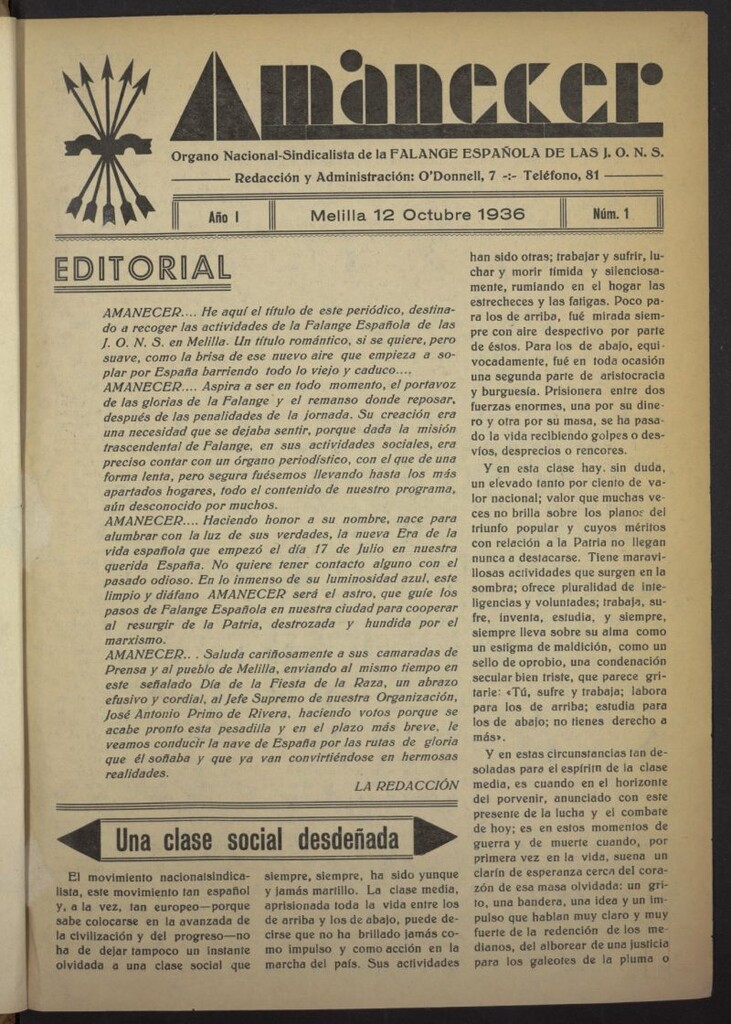 Amanecer
Organo Nacional-Sindicalista de la FALANGE ESPAÑOLA DE LAS J. O. N. S.
Redacción y Administración: O'Donnell, 7 -:- Teléfono, 81
Año I
Melilla 12 Octubre 1936
Núm. 1
EDITORIAL
AMANECER.... He aquí el título de este periódico, destina-
do a recoger las actividades de la Falange Española de las
J. O. N. S. en Melilla. Un título romántico, si se quiere, pero
suave, como la brisa de ese nuevo aire que empieza a so-
plar por España barriendo todo lo viejo y caduco....,
AMANECER.... Aspira a ser en todo momento, el portavoz
de las glorias de la Falange y el remanso donde reposar,
después de las penalidades de la jornada. Su creación era
una necesidad que se dejaba sentir, porque dada la misión
trascendental de Falange, en sus actividades sociales, era
preciso contar con un órgano periodístico, con el que de una
forma lenta, pero segura fuésemos llevando hasta los más
apartados hogares, todo el contenido de nuestro programa,
aún desconocido por muchos.
AMANECER.... Haciendo honor a su nombre, nace para
alumbrar con la luz de sus verdades, la nueva Era de la
vida española que empezó el día 17 de Julio en nuestra
querida España. No quiere tener contacto alguno con el
pasado odioso. En lo inmenso de su luminosidad azul, este
limpio y diáfano AMANECER será el astro, que guíe los
pasos de Falange Española en nuestra ciudad para cooperar
al resurgir de la Patria, destrozada y hundida por el
marxismo.
AMANECER.. . Saluda cariñosamente a sus camaradas de
Prensa y al pueblo de Melilla, enviando al mismo tiempo en
este señalado Día de la Fiesta de la Raza, un abrazo
efusivo y cordial, al Jefe Supremo de nuestra Organización,
José Antonio Primo de Rivera, haciendo votos porque se
acabe pronto esta pesadilla y en el plazo más breve, le
veamos conducir la nave de España por las rutas de gloria
que él soñaba y que ya van convirtiéndose en hermosas
realidades.
LA REDACCIÓN
Una clase social desdeñada
El movimiento nacionalsindica-
lista, este movimiento tan español
y, a la vez, tan europeo—porque
sabe colocarse en la avanzada de
la civilización y del progreso—no
ha de dejar tampoco un instante
olvidada a una clase social que
siempre, siempre, ha sido yunque
y jamás martillo. La clase media,
aprisionada toda la vida entre los
de arriba y los de abajo, puede de-
cirse que no ha brillado jamás co-
mo impulso y como acción en la
marcha del país. Sus actividades
han sido otras; trabajar y sufrir, lu-
char y morir tímida y silenciosa-
mente, rumiando en el hogar las
estrecheces y las fatigas. Poco pa-
ra los de arriba, fué mirada siem-
pre con aire despectivo por parte
de éstos. Para los de abajo, equi-
vocadamente, fué en toda ocasión
una segunda parte de aristocracia
y burguesía. Prisionera entre dos
fuerzas enormes, una por su dine-
ro y otra por su masa, se ha pasa-
do la vida recibiendo golpes o des-
víos, desprecios o rencores.
Y en esta clase hay, sin duda,
un elevado tanto por ciento de va-
lor nacional; valor que muchas ve-
ces no brilla sobre los planos del
triunfo popular y cuyos méritos
con relación a la Patria no llegan
nunca a destacarse. Tiene maravi-
llosas actividades que surgen en la
sombra; ofrece pluralidad de inte-
ligencias y voluntades; trabaja, su-
fre, inventa, estudia, y siempre,
siempre lleva sobre su alma como
un estigma de maldición, como un
sello de oprobio, una condenación
secular bien triste, que parece gri-
tarle: «Tú, sufre y trabaja; labora
para los de arriba; estudia para
los de abajo; no tienes derecho a
más».
Y en estas circunstancias tan de-
soladas para el espíritu de la clase
media, es cuando en el horizonte
del porvenir, anunciado con este
presente de la lucha y el combate
de hoy; es en estos momentos de
guerra y de muerte cuando, por
primera vez en la vida, suena un
clarín de esperanza cerca del cora-
zón de esa masa olvidada: un gri-
to, una bandera, una idea y un im-
pulso que hablan muy claro y muy
fuerte de la redención de los me-
dianos, del alborear de una justicia
para los galeotes de la pluma o